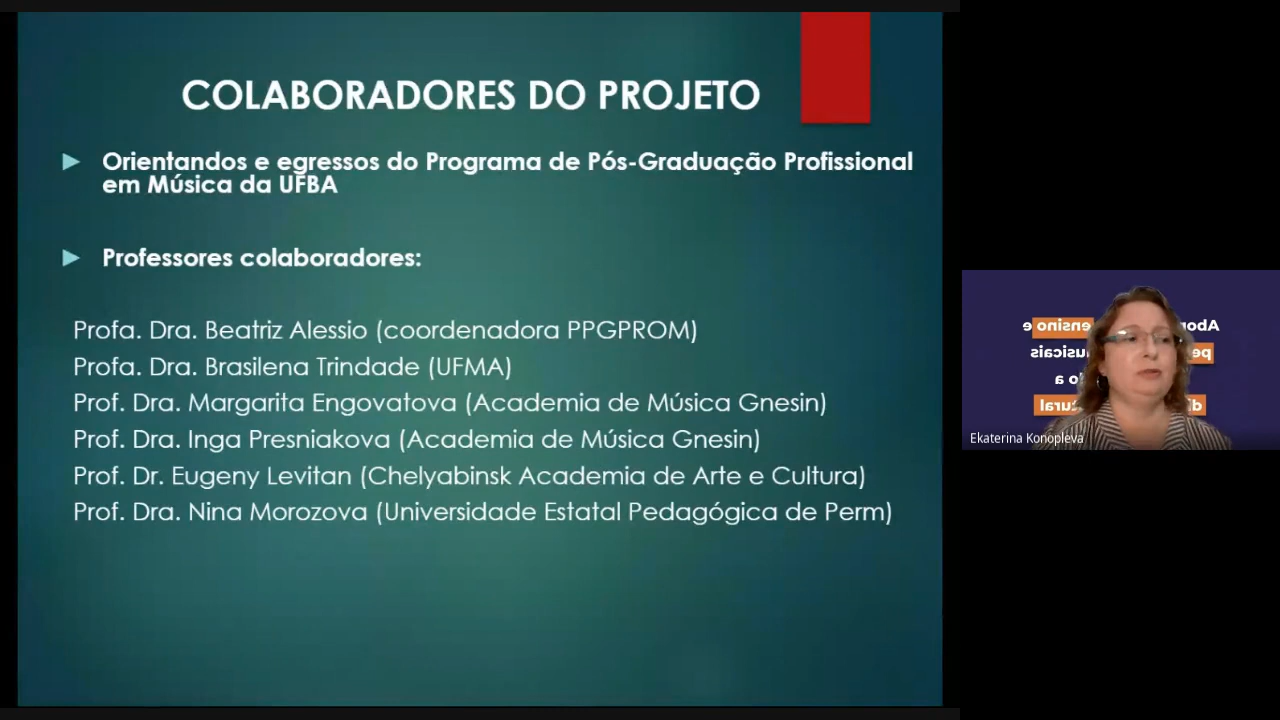 COLABORADORES DO PROJETO
Orientandos e egressos do Programa de Pós-Graduação Profissional
em Música da UFBA
Professores colaboradores:
Profa. Dra. Beatriz Alessio (coordenadora PPGPROM)
Profa. Dra. Brasilena Trindade (UFMA)
Prof. Dra. Margarita Engovatova (Academia de Música Gnesin)
Prof. Dra. Inga Presniakova (Academia de Música Gnesin)
Prof. Dr. Eugeny Levitan (Chelyabinsk Academia de Arte e Cultura)
Prof. Dra. Nina Morozova (Universidade Estatal Pedagógica de Perm)
ensino e
a
Ekaterina Konopleva